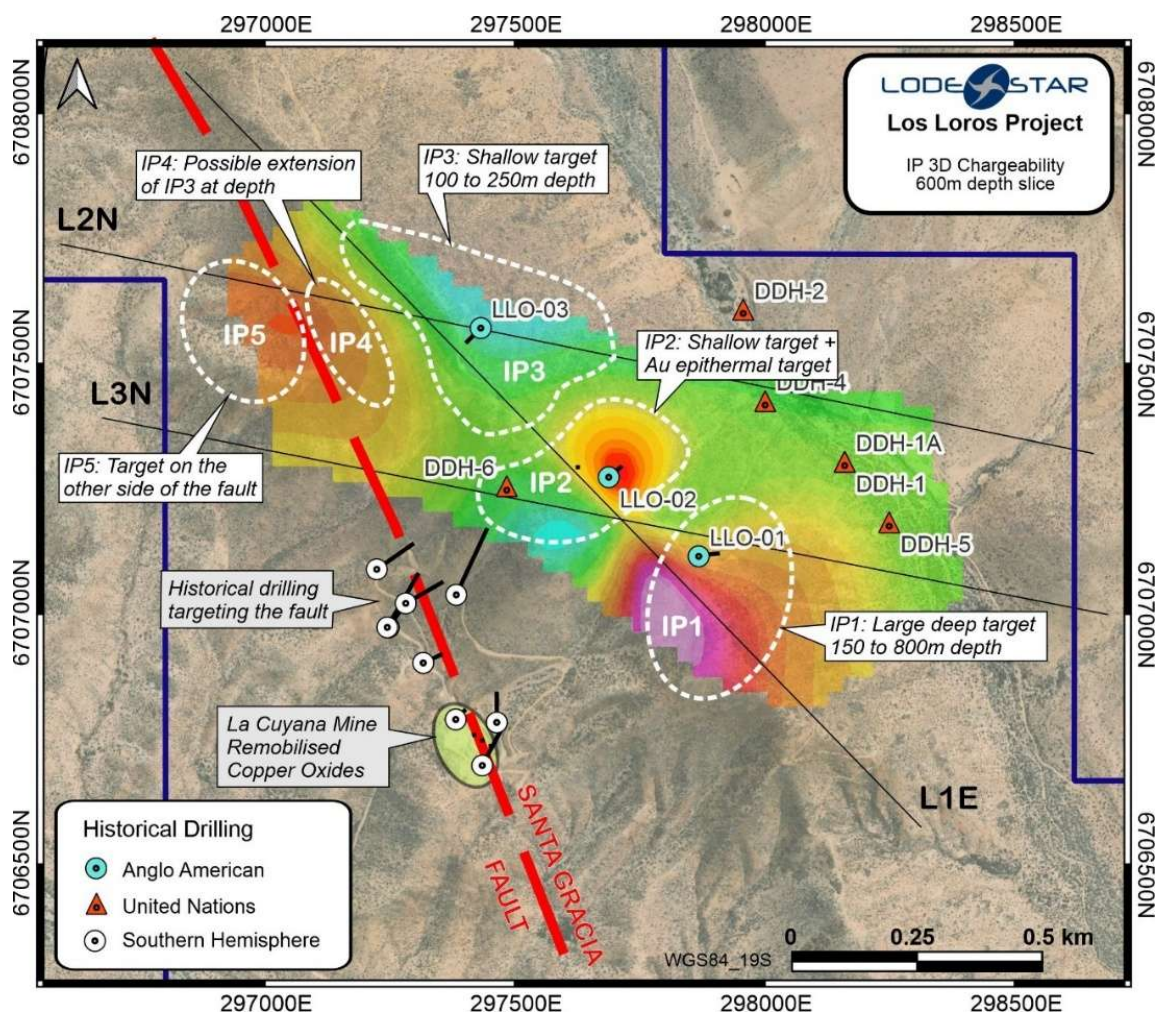 297000E
297500E
298000E
298500E
LODE STAR
Los Loros Project
IP 3D Chargeability
600m depth slice
6708000N
6708000N
IP4: Possible extension
of IP3 at depth
IP3: Shallow target
100 to 250m depth
L2N
DDH-2
LLO-03
IP5
IP4
IP3
IP2: Shallow target +
Au epithermal target
6707500N
6707500N
DDH-4
L3N
IP5: Target on the
other side of the fault
DDH-6
IP2
LLO-02
DDH-1A
DDH-1
LLO-01
DDH-5
Historical drilling
targeting the fault
6707000N
6707000N
IP1
IP1: Large deep target
150 to 800m depth
La Cuyana Mine
Remobilised
Copper Oxides
L1E
SANTA GRACIA
FAULT
Historical Drilling
Anglo American
United Nations
Southern Hemisphere
6706500N
6706500N
0
0.25
0.5 km
WGS84_19S
297000E
297500E
298000E
298500E